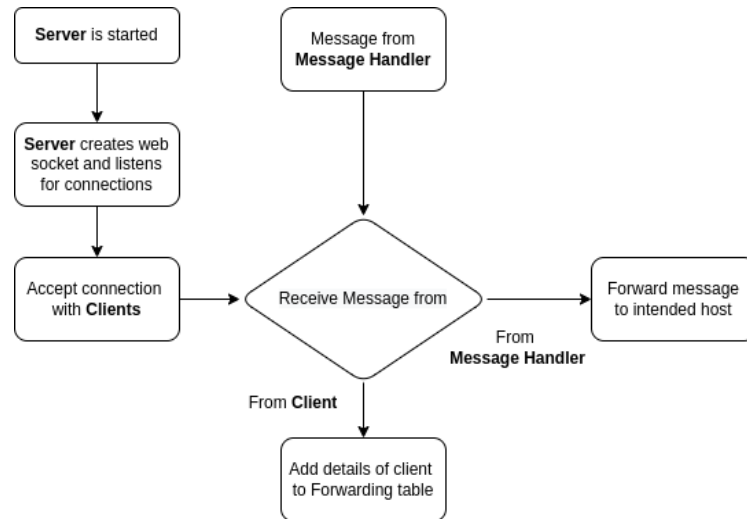 Server is started
Message from
Message Handler
Server creates web
socket and listens
for connections
Accept connection
with Clients
Receive Message from
Forward message
to intended host
From
Message Handler
From Client
Add details of client
to Forwarding table